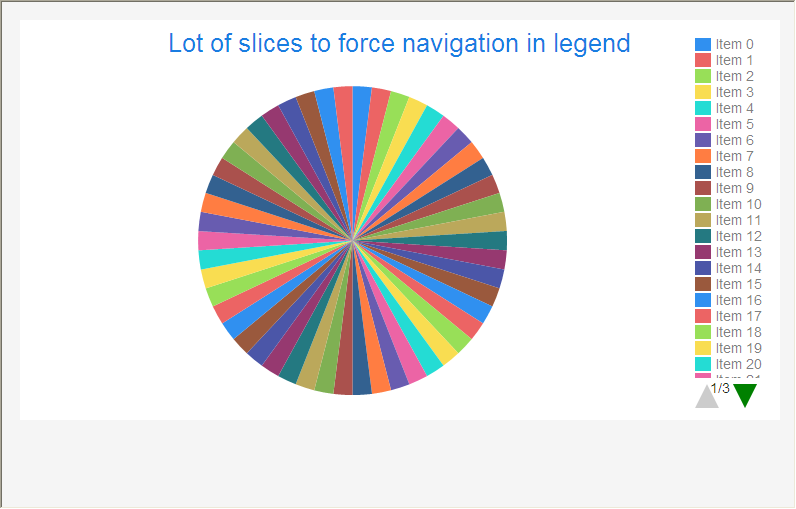 Lot of slices to force navigation in legend
Item 0
Item 1
Item 2
Item 3
Item 4
Item 5
Item 6
Item 7
Item 8
Item 9
Item 10
Item 11
Item 12
Item 13
Item 14
Item 15
Item 16
Item 17
Item 18
Item 19
Item 20
Item 21
1/3